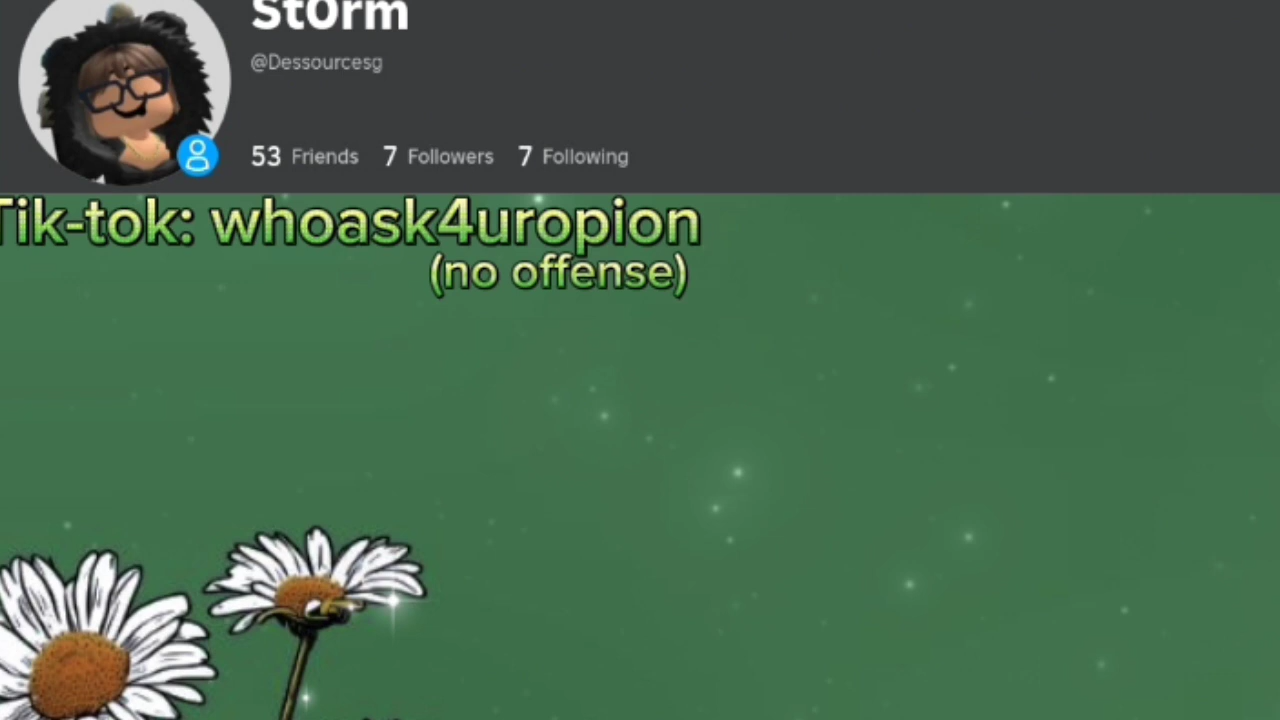 St0rm
@Dessourcesg
53 Friends 7 Followers 7 Following
Tik-tok: whoask4uropion
(no offense)